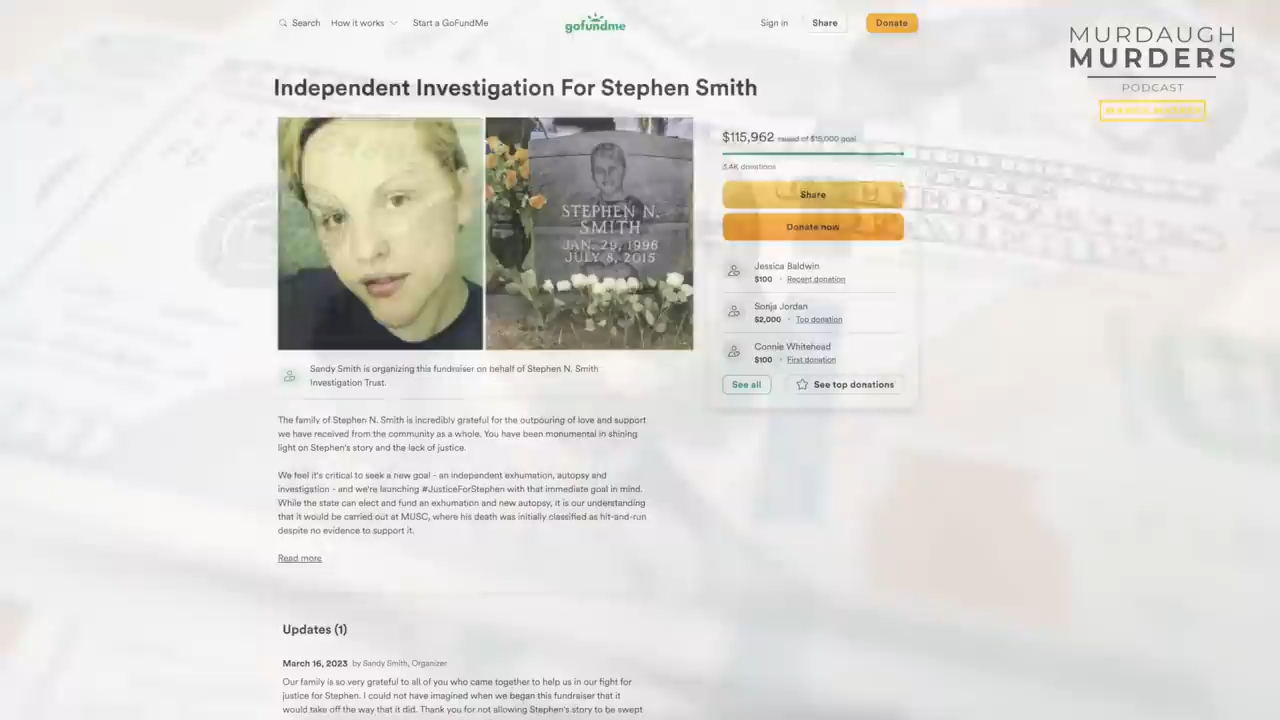 Search How it works Start a GoFundMe
gofundme
Sign in Share Donate
MURDAUGH
MURDERS
PODCAST
Independent Investigation For Stephen Smith
STEPHEN N.
SMITH
JAN. 29, 1996
JULY 8, 2015
$115,962 raised of $15,000 goal
3.4K donations
Share
Donate now
Jessica Baldwin
$100 · Recent donation
Sonja Jordan
$2,000 · Top donation
Connie Whitehead
$100 · First donation
See all See top donations
Sandy Smith is organizing this fundraiser on behalf of Stephen N. Smith
Investigation Trust.
The family of Stephen N. Smith is incredibly grateful for the outpouring of love and support
we have received from the community as a whole. You have been monumental in shining
light on Stephen's story and the lack of justice.
We feel it's critical to seek a new goal - an independent exhumation, autopsy and
investigation - and we're launching #JusticeForStephen with that immediate goal in mind.
While the state can elect and fund an exhumation and new autopsy, it is our understanding
that it would be carried out at MUSC, where his death was initially classified as hit-and-run
despite no evidence to support it.
Read more
Updates (1)
March 16, 2023 by Sandy Smith, Organizer
Our family is so very grateful to all of you who came together to help us in our fight for
justice for Stephen. I could not have imagined when we began this fundraiser that it
would take off the way that it did. Thank you for not allowing Stephen's story to be swept